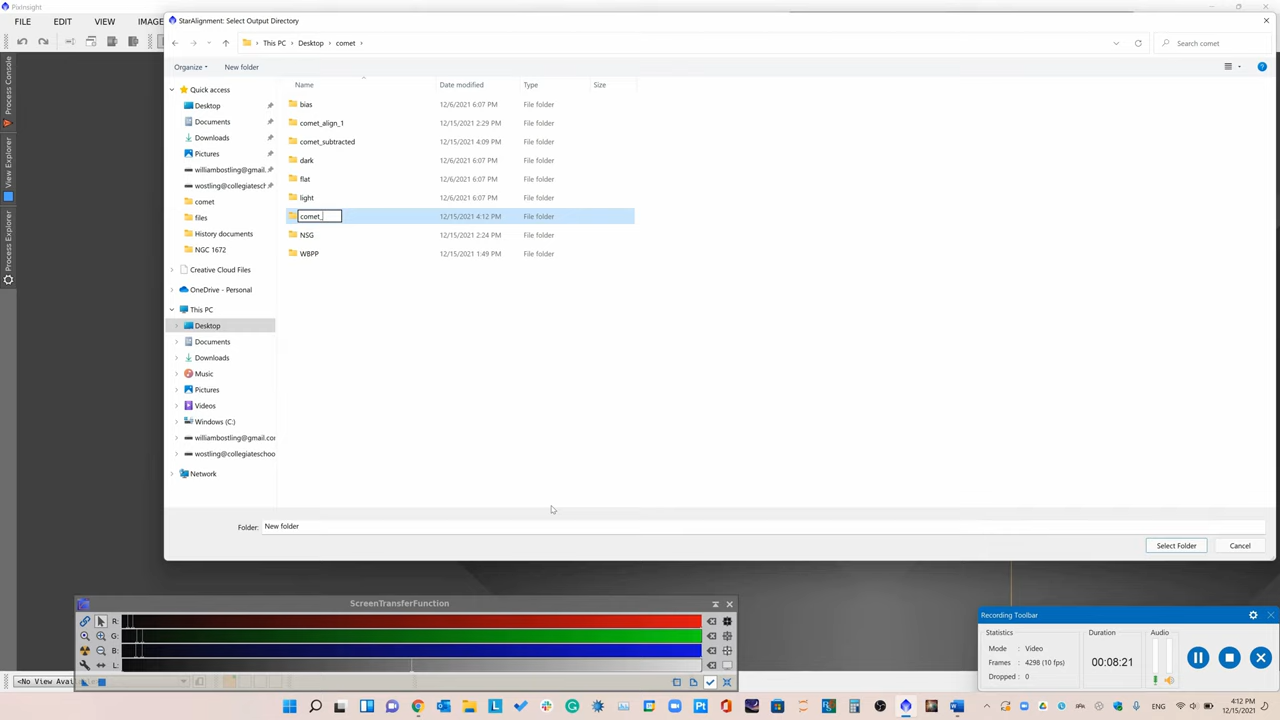 PixInsight
StarAlignment: Select Output Directory
FILE EDIT VIEW IMAGE
This PC > Desktop > comet >
Search comet
Organize New folder
Name Date modified Type Size
Quick access
Desktop
Documents
Downloads
Pictures
williambostling@gmail.
wostling@collegiatesch
comet
files
History documents
NGC 1672
Creative Cloud Files
OneDrive - Personal
This PC
Desktop
Documents
Downloads
Music
Pictures
Videos
Windows (C:)
williambostling@gmail.co
wostling@collegiateschoo
Network
bias 12/6/2021 6:07 PM File folder
comet_align_1 12/15/2021 2:29 PM File folder
comet_subtracted 12/15/2021 4:09 PM File folder
dark 12/6/2021 6:07 PM File folder
flat 12/6/2021 6:07 PM File folder
light 12/6/2021 6:07 PM File folder
comet_ 12/15/2021 4:12 PM File folder
NSG 12/15/2021 2:24 PM File folder
WBPP 12/15/2021 1:49 PM File folder
Process Console
View Explorer
Process Explorer
Folder: New folder
Select Folder Cancel
ScreenTransferFunction
R:
G:
B:
L:
<No View Avai
Recording Toolbar
Statistics Duration Audio
Mode : Video
Frames : 4298 (10 fps)
Dropped : 0
00:08:21
4:12 PM
12/15/2021